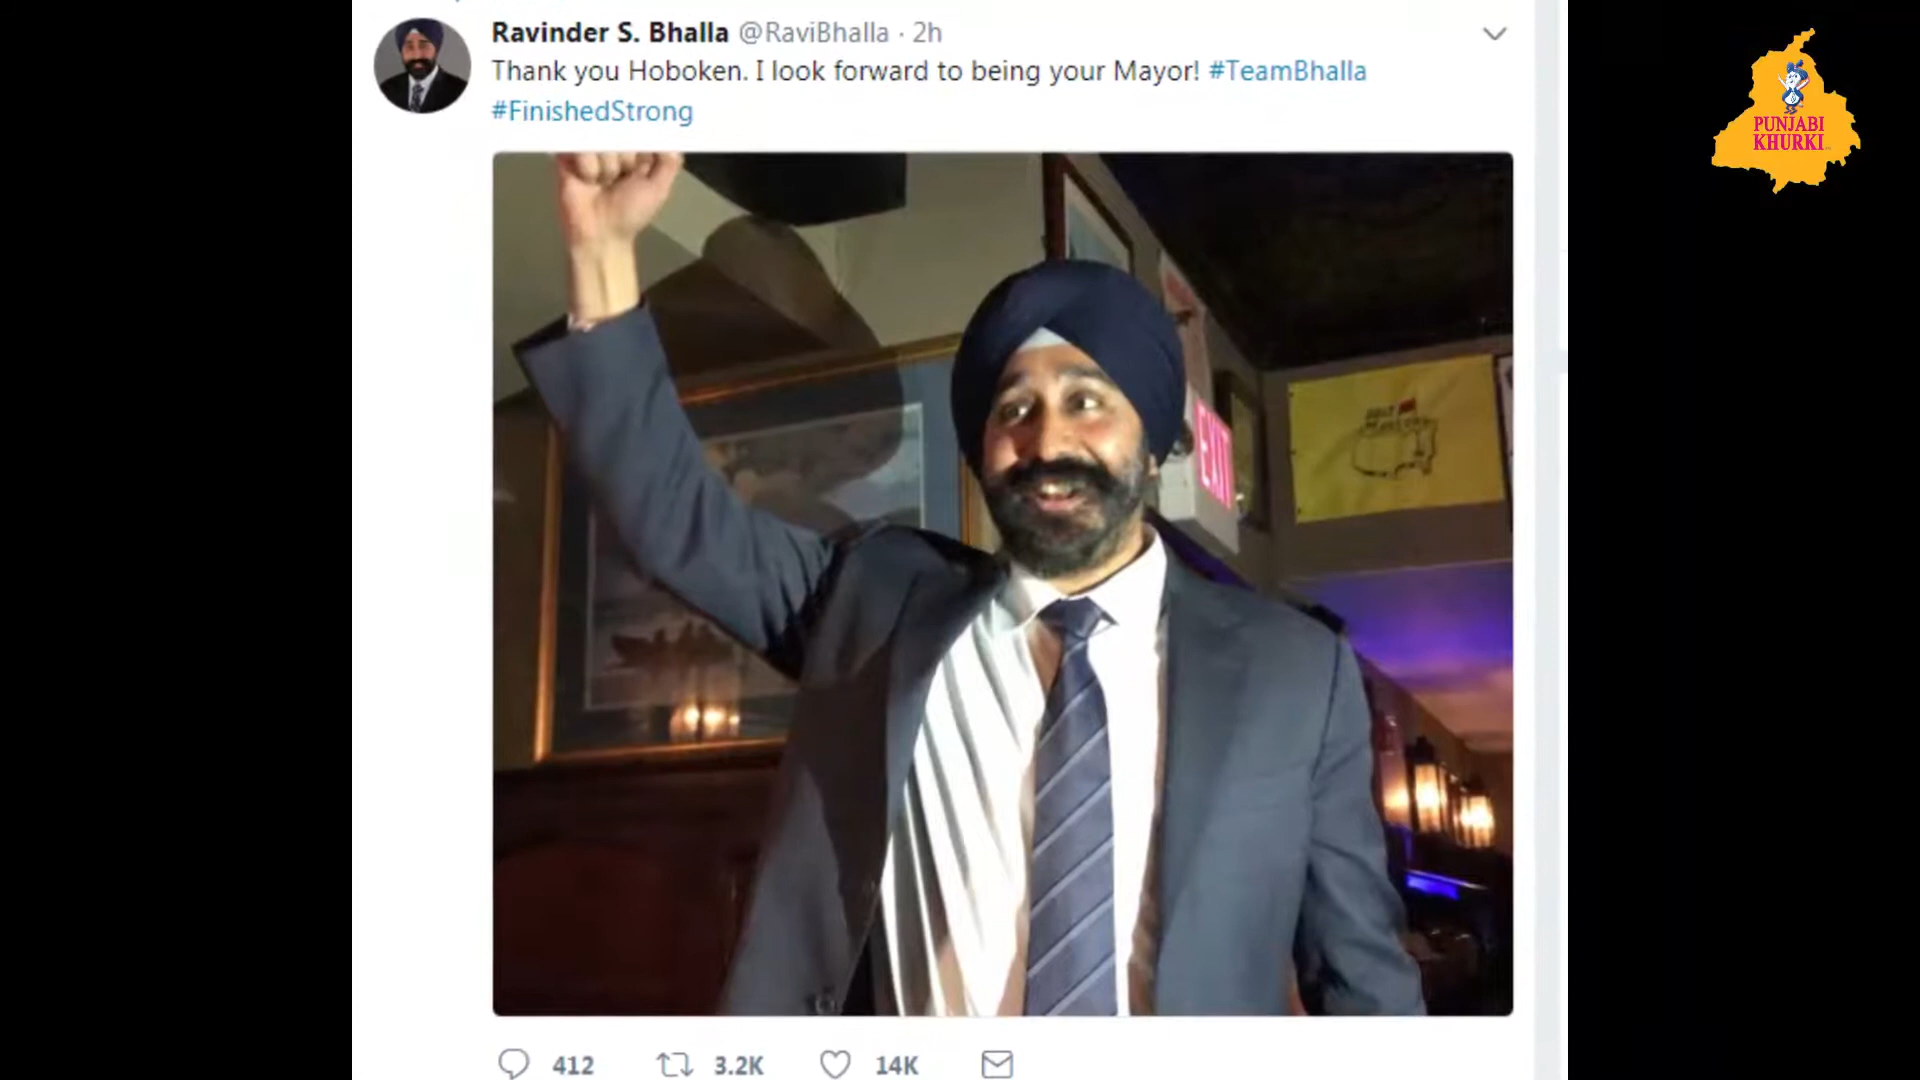 Ravinder S. Bhalla @RaviBhalla · 2h
Thank you Hoboken. I look forward to being your Mayor! #TeamBhalla
#FinishedStrong
PUNJABI
KHURKI
EXIT
412 3.2K 14K